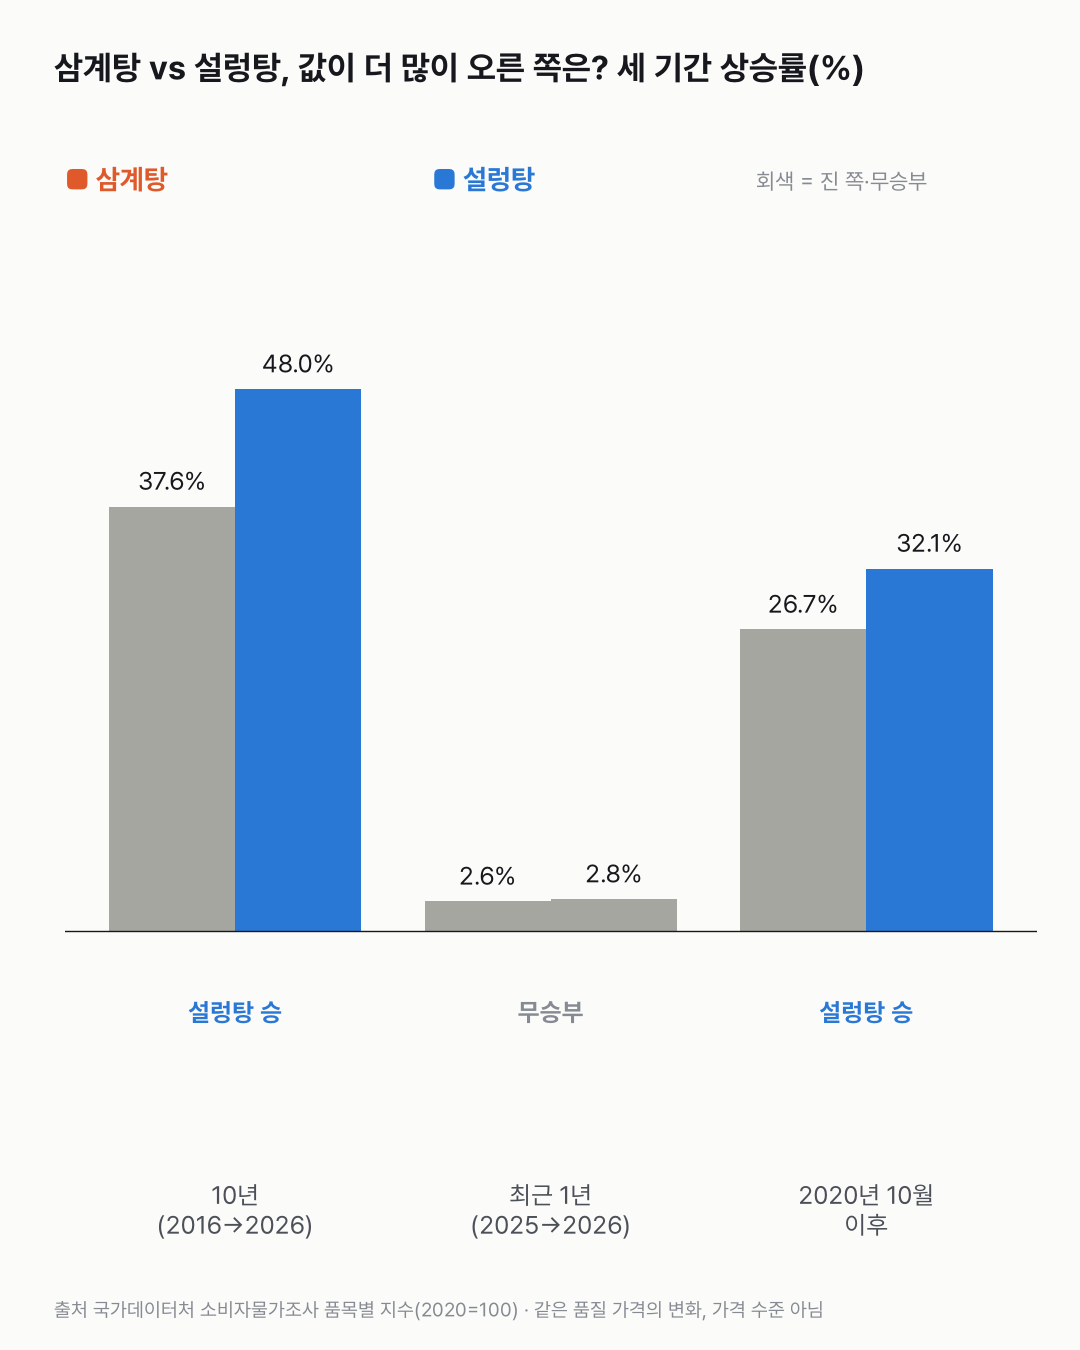 삼계탕 vs 설렁탕, 값이 더 많이 오른 쪽은? 세 기간 상승률(%)
삼계탕
설렁탕
회색 = 진 쪽·무승부
37.6%
48.0%
2.6%
2.8%
26.7%
32.1%
설렁탕 승
무승부
설렁탕 승
10년
(2016→2026)
최근 1년
(2025→2026)
2020년 10월
이후
출처 국가데이터처 소비자물가조사 품목별 지수(2020=100) · 같은 품질 가격의 변화, 가격 수준 아님